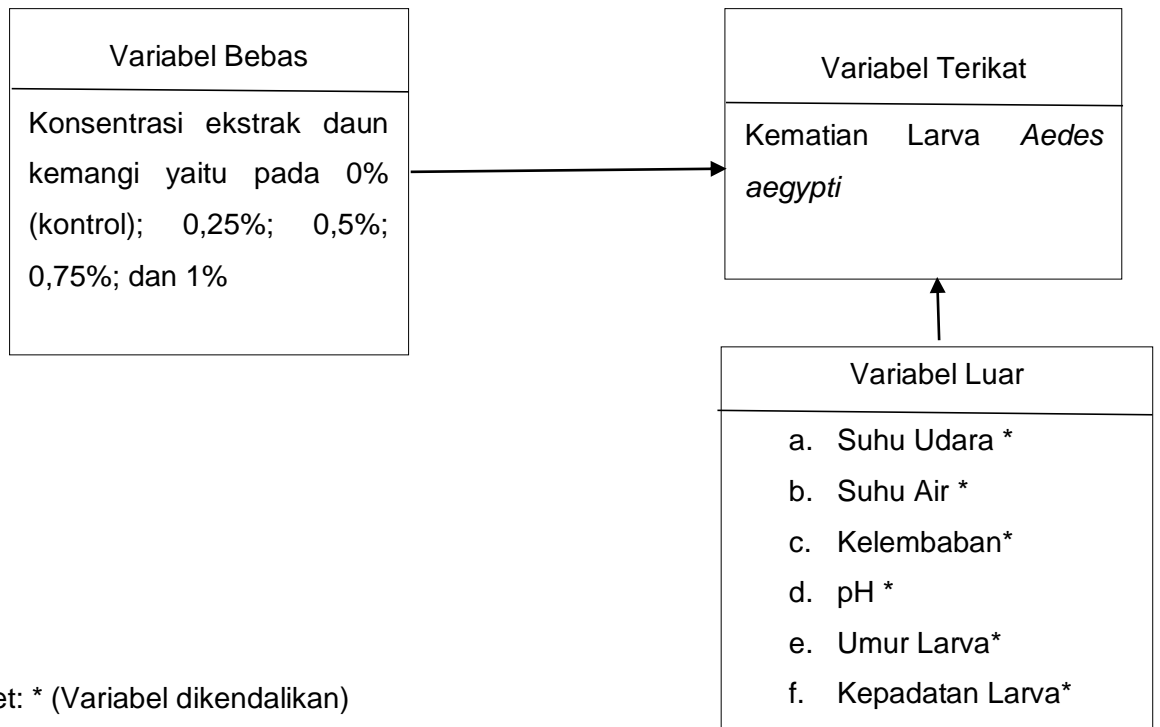 Variabel Bebas
Konsentrasi ekstrak daun
kemangi yaitu pada 0%
(kontrol); 0,25%; 0,5%;
0,75%; dan 1%
Variabel Terikat
Kematian Larva Aedes
aegypti
Variabel Luar
a. Suhu Udara *
b. Suhu Air *
c. Kelembaban*
d. pH *
e. Umur Larva*
f. Kepadatan Larva*
et: * (Variabel dikendalikan)